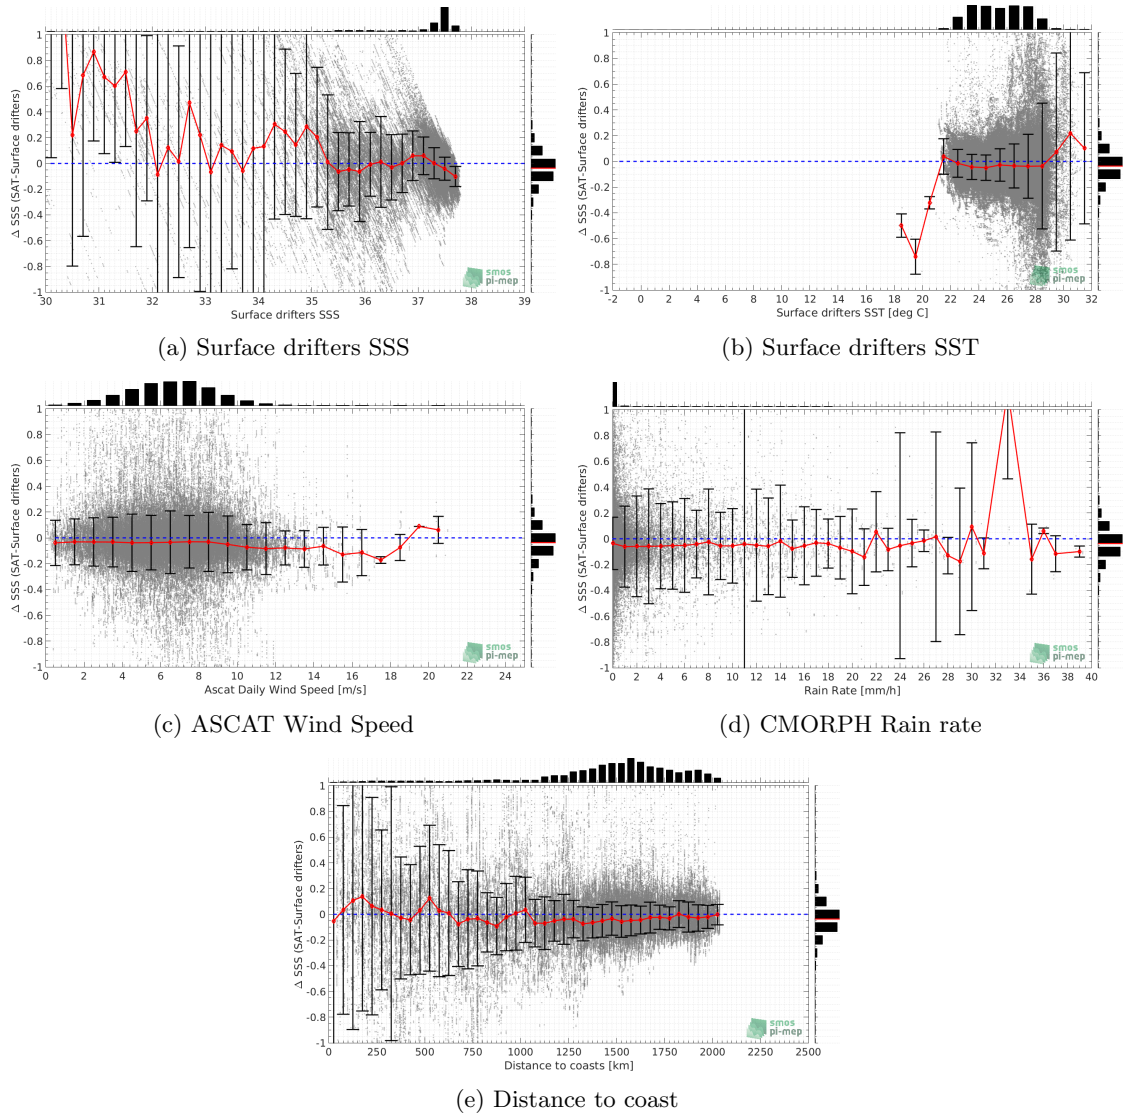 1
0.8
0.6
0.4
0.2
0
-0.2
-0.4
-0.6
-0.8
-1
Δ SSS (SAT-Surface drifters)
30 31 32 33 34 35 36 37 38 39
Surface drifters SSS
smos
pi-mep
(a) Surface drifters SSS
1
0.8
0.6
0.4
0.2
0
-0.2
-0.4
-0.6
-0.8
-1
Δ SSS (SAT-Surface drifters)
-2 0 2 4 6 8 10 12 14 16 18 20 22 24 26 28 30 32
Surface drifters SST [deg C]
smos
pi-mep
(b) Surface drifters SST
1
0.8
0.6
0.4
0.2
0
-0.2
-0.4
-0.6
-0.8
-1
Δ SSS (SAT-Surface drifters)
0 2 4 6 8 10 12 14 16 18 20 22 24
Ascat Daily Wind Speed [m/s]
smos
pi-mep
(c) ASCAT Wind Speed
1
0.8
0.6
0.4
0.2
0
-0.2
-0.4
-0.6
-0.8
-1
Δ SSS (SAT-Surface drifters)
0 2 4 6 8 10 12 14 16 18 20 22 24 26 28 30 32 34 36 38 40
Rain Rate [mm/h]
smos
pi-mep
(d) CMORPH Rain rate
1
0.8
0.6
0.4
0.2
0
-0.2
-0.4
-0.6
-0.8
-1
Δ SSS (SAT-Surface drifters)
0 250 500 750 1000 1250 1500 1750 2000 2250 2500
Distance to coasts [km]
smos
pi-mep
(e) Distance to coast